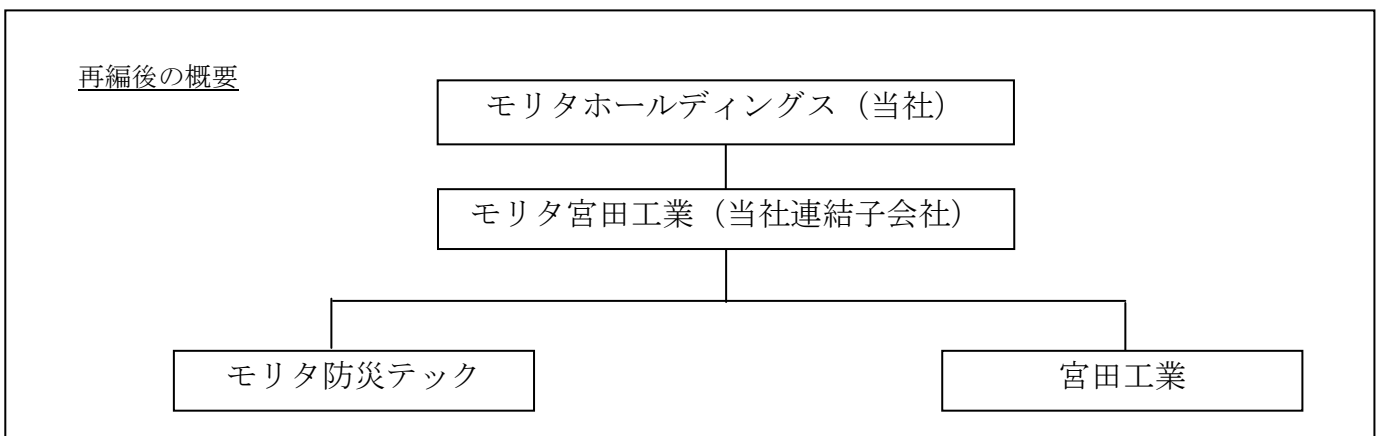 再編後の概要
モリタホールディングス（当社）
モリタ宮田工業（当社連結子会社）
モリタ防災テック
宮田工業